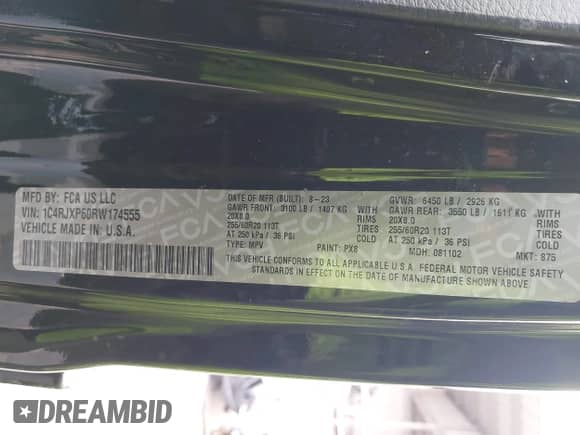 MFD BY: FCA US LLC
VIN: 1C4RJXP60RW174555
VEHICLE MADE IN: U.S.A.
DATE OF MFR (BUILT): 8-23
GAWR FRONT: 3100 LB / 1407 KG WITH
20X8.0 RIMS
255/60R20 113T TIRES
AT 250 kPa / 36 PSI COLD
TYPE: MPV PAINT: PX8
GVWR: 6450 LB / 2926 KG
GAWR REAR: 3550 LB / 1611 KG WITH
20X8.0 RIMS
255/60R20 113T TIRES
AT 250 kPa / 36 PSI COLD
MDH: 081102 MKT: 875
THIS VEHICLE CONFORMS TO ALL APPLICABLE U.S.A. FEDERAL MOTOR VEHICLE SAFETY
STANDARDS IN EFFECT ON THE DATE OF MANUFACTURE SHOWN ABOVE.
DREAMBID